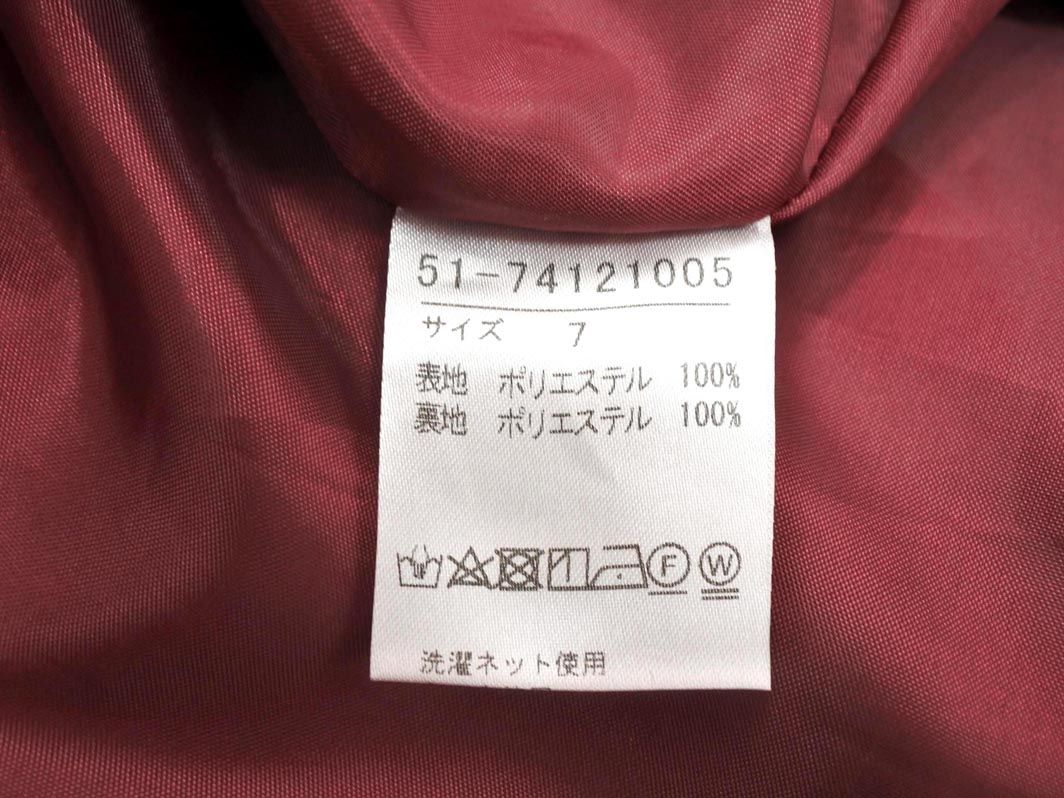 51-74121005
サイズ 7
表地 ポリエステル 100%
裏地 ポリエステル 100%
F W
洗濯ネット使用